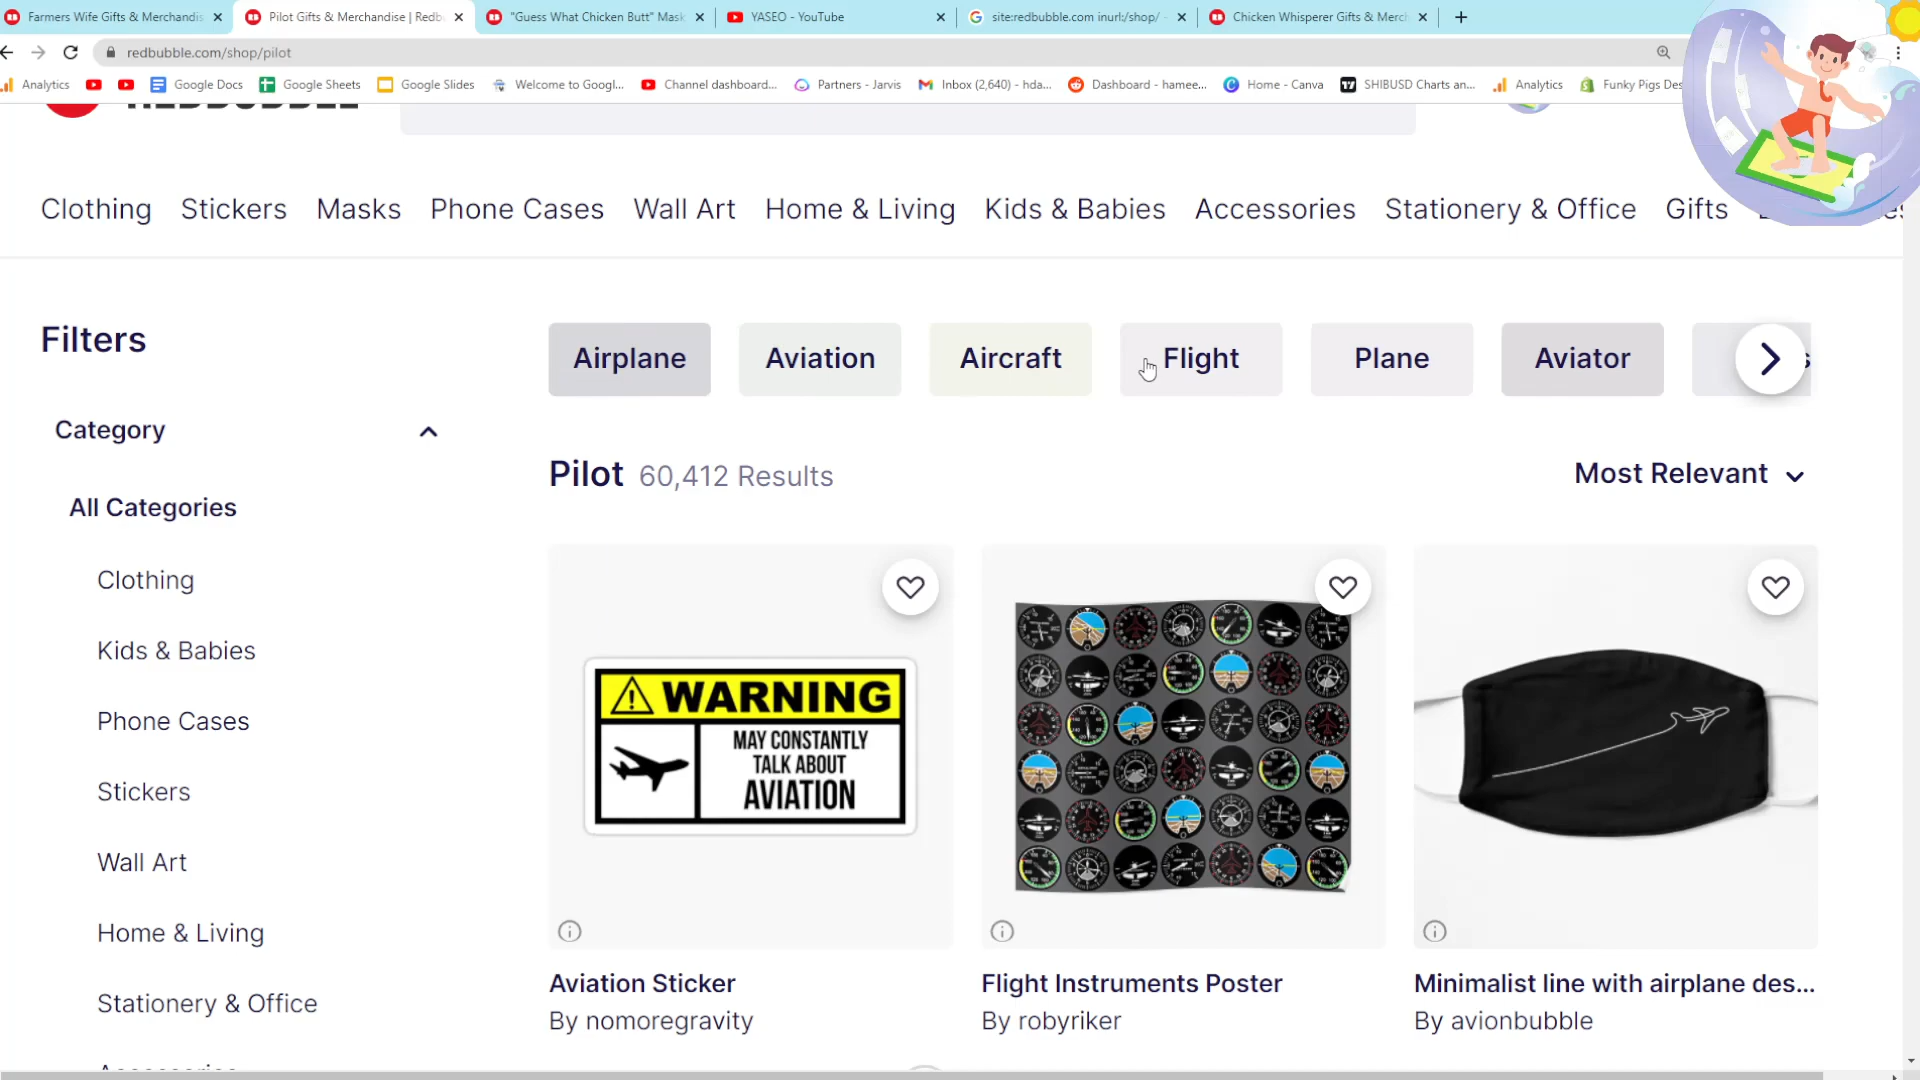 Farmers Wife Gifts & Merchandis
Pilot Gifts & Merchandise | Redb
"Guess What Chicken Butt" Mask
YASEO - YouTube
site:redbubble.com inurl:/shop/ -
Chicken Whisperer Gifts & Merch
redbubble.com/shop/pilot
Analytics
Google Docs
Google Sheets
Google Slides
Welcome to Googl...
Channel dashboard...
Partners - Jarvis
Inbox (2,640) - hda...
Dashboard - hamee...
Home - Canva
SHIBUSD Charts an...
Analytics
Funky Pigs Des
REDBUBBLE
Clothing Stickers Masks Phone Cases Wall Art Home & Living Kids & Babies Accessories Stationery & Office Gifts
Filters
Airplane Aviation Aircraft Flight Plane Aviator
Category
Pilot 60,412 Results
Most Relevant
All Categories
Clothing
Kids & Babies
Phone Cases
Stickers
Wall Art
Home & Living
Stationery & Office
Accessories
WARNING
MAY CONSTANTLY
TALK ABOUT
AVIATION
Aviation Sticker
By nomoregravity
Flight Instruments Poster
By robyriker
Minimalist line with airplane des...
By avionbubble